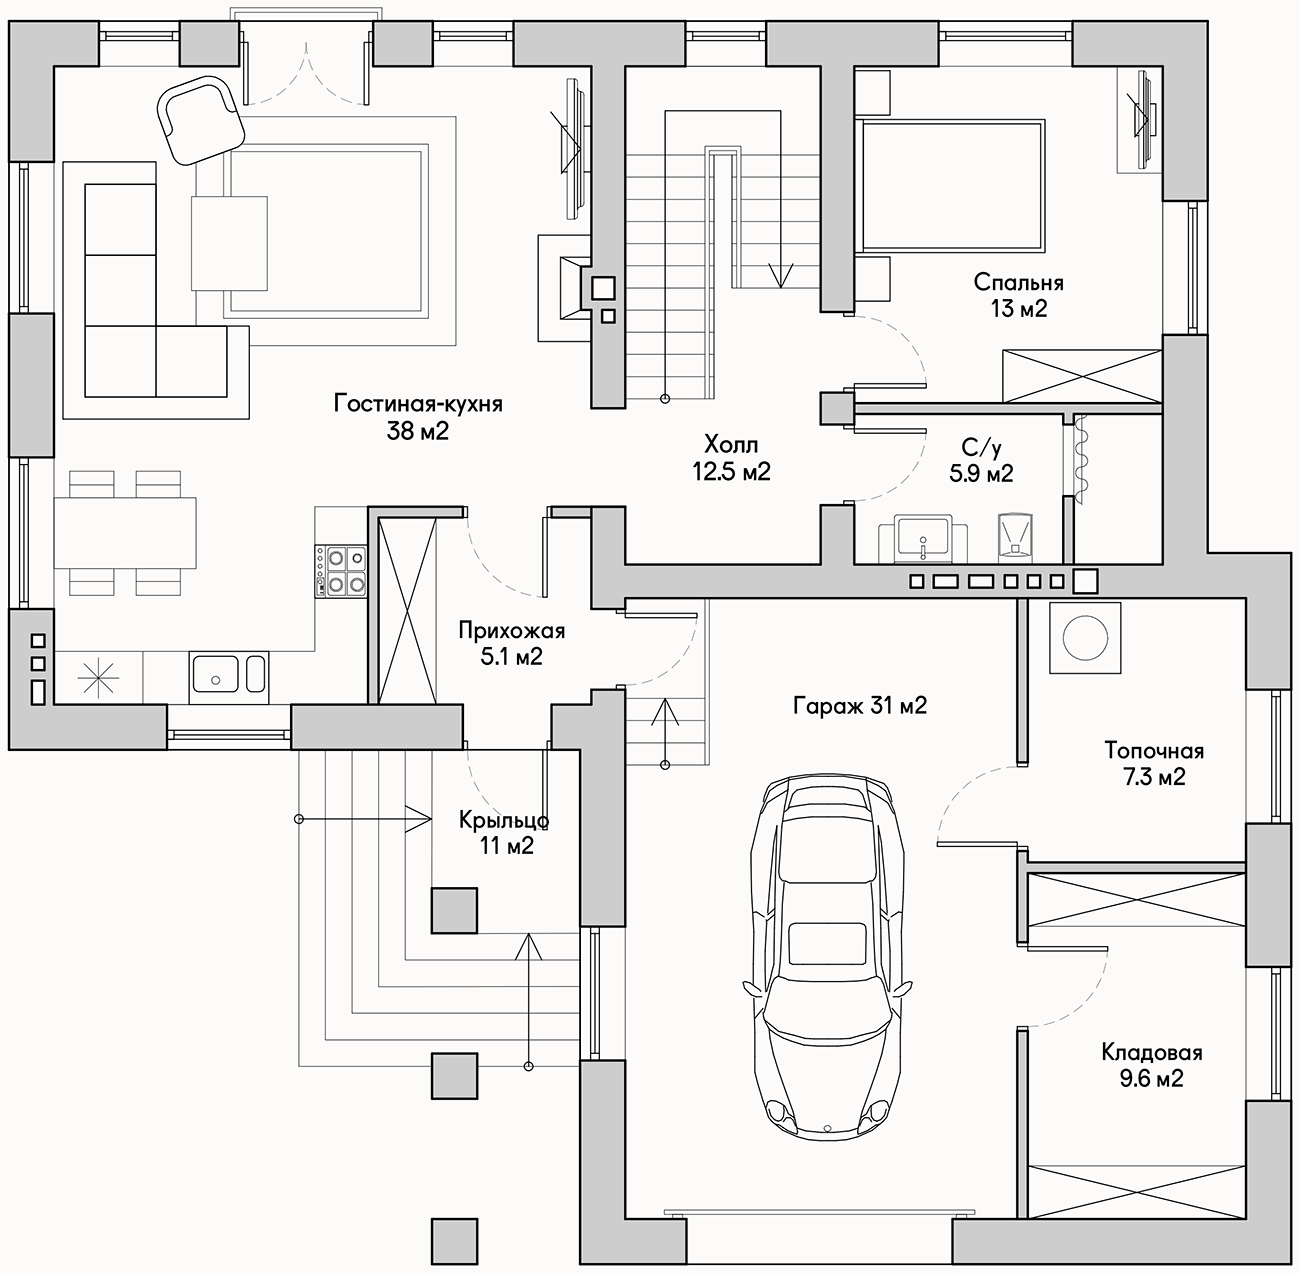 Спальня
13 м2
Гостиная-кухня
38 м2
Холл
12.5 м2
С/у
5.9 м2
Прихожая
5.1 м2
Гараж 31 м2
Топочная
7.3 м2
Крыльцо
11 м2
Кладовая
9.6 м2